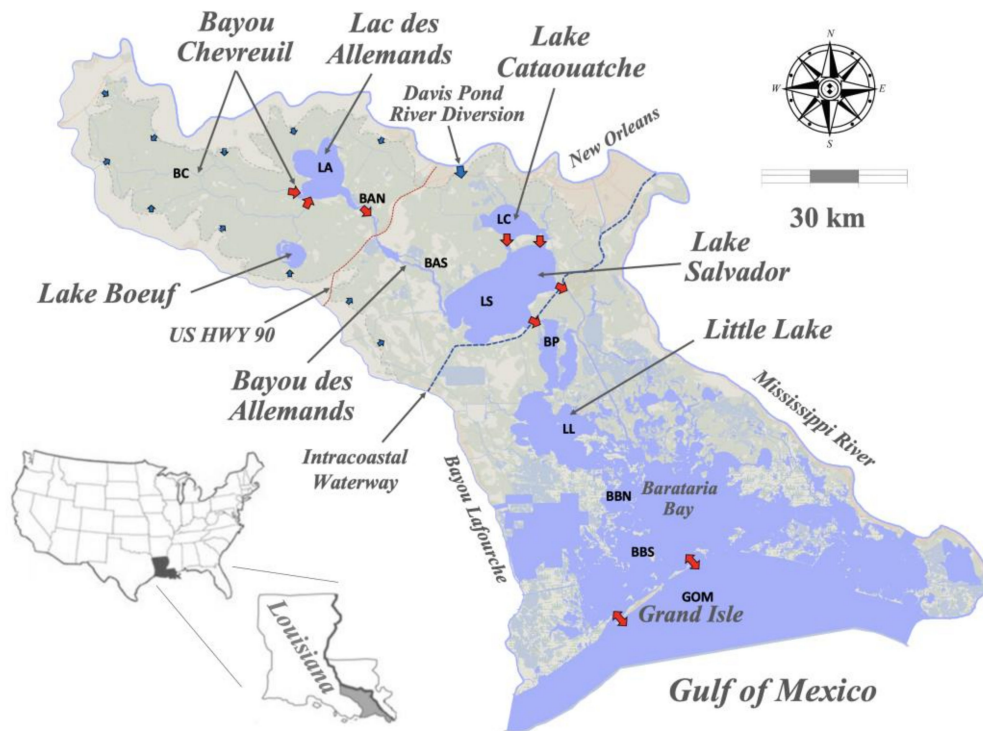 Bayou
Chevreuil
Lac des
Allemands
Lake
Cataouatche
Davis Pond
River Diversion
New Orleans
N
W
E
S
30 km
BC
LA
BAN
LC
BAS
LS
Lake
Salvador
Lake Boeuf
US HWY 90
BP
Little Lake
Bayou des
Allemands
LL
Mississippi River
Intracoastal
Waterway
Bayou Lafourche
BBN
Barataria
Bay
BBS
GOM
Grand Isle
Louisiana
Gulf of Mexico